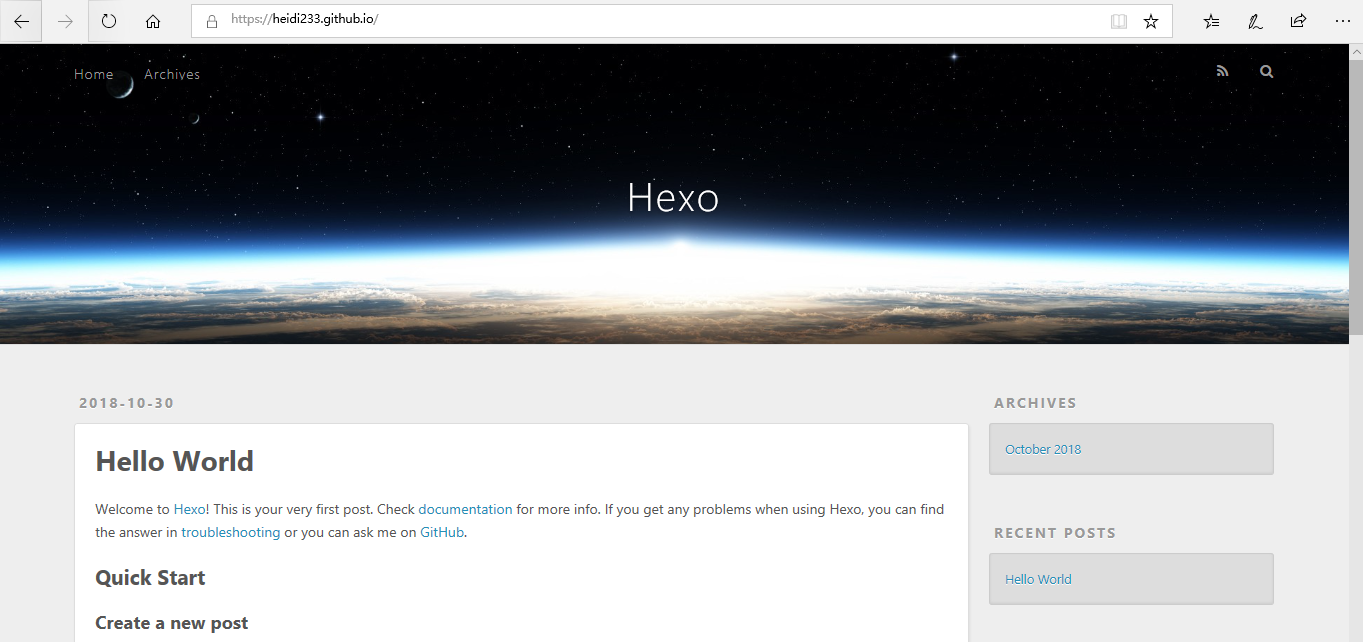 https://heidi233.github.io/
Home Archives
Hexo
2018-10-30
Hello World
Welcome to Hexo! This is your very first post. Check documentation for more info. If you get any problems when using Hexo, you can find
the answer in troubleshooting or you can ask me on GitHub.
Quick Start
Create a new post
ARCHIVES
October 2018
RECENT POSTS
Hello World